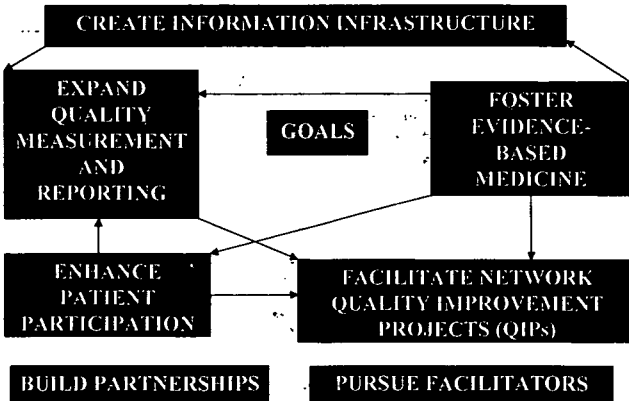 CREATE INFORMATION INFRASTRUCTURE
EXPAND
QUALITY
MEASUREMENT
AND
REPORTING
GOALS
FOSTER
EVIDENCE-
BASED
MEDICINE
ENHANCE
PATIENT
PARTICIPATION
FACILITATE NETWORK
QUALITY IMPROVEMENT
PROJECTS (QIPs)
BUILD PARTNERSHIPS
PURSUE FACILITATORS